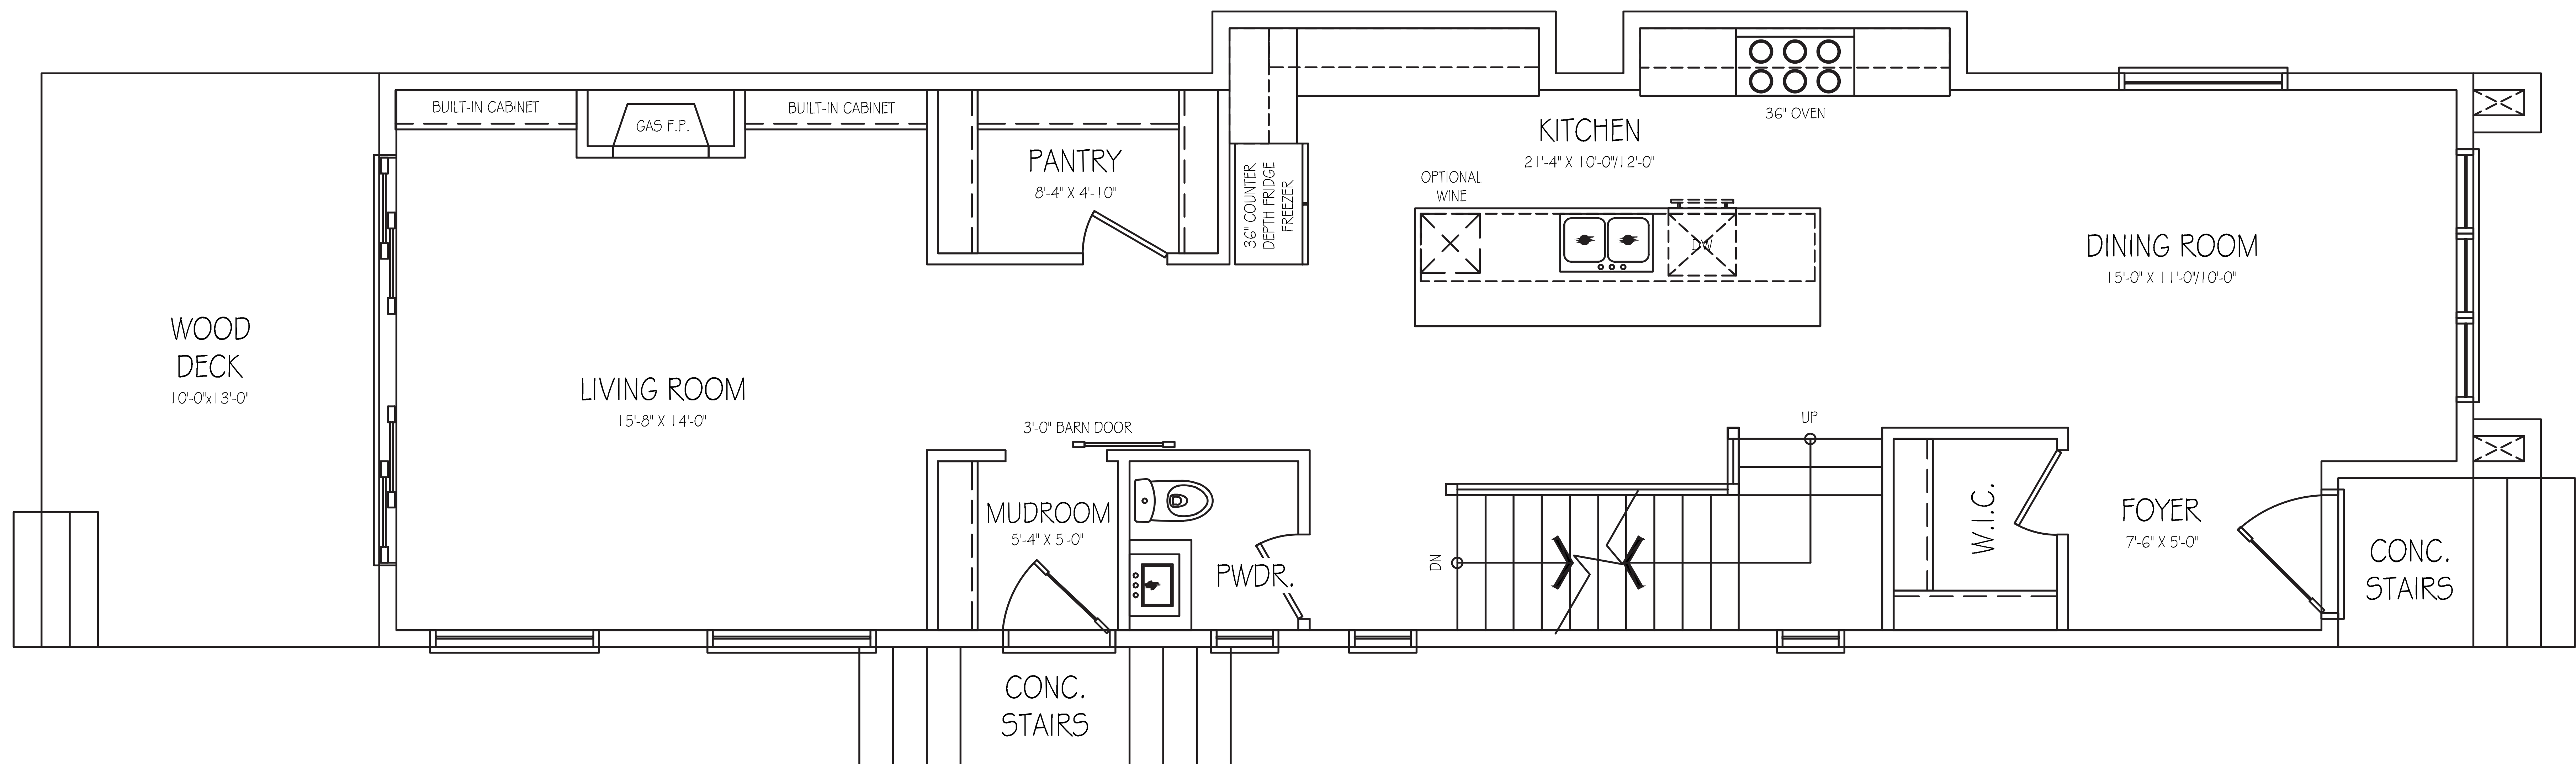 BUILT-IN CABINET
GAS F.P.
BUILT-IN CABINET
PANTRY
8'-4" X 4'-10"
36" COUNTER
DEPTH FRIDGE
FREEZER
KITCHEN
21'-4" X 10'-0"/12'-0"
36" OVEN
OPTIONAL
WINE
DW
DINING ROOM
15'-0" X 11'-0"/10'-0"
WOOD
DECK
10'-0"x13'-0"
LIVING ROOM
15'-8" X 14'-0"
3'-0" BARN DOOR
MUDROOM
5'-4" X 5'-0"
PWDR.
UP
DN
W.I.C.
FOYER
7'-6" X 5'-0"
CONC.
STAIRS
CONC.
STAIRS